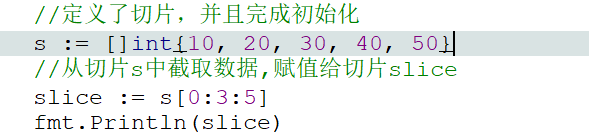 //定义了切片，并且完成初始化
s := []int{10, 20, 30, 40, 50}
//从切片s中截取数据,赋值给切片slice
slice := s[0:3:5]
fmt.Println(slice)